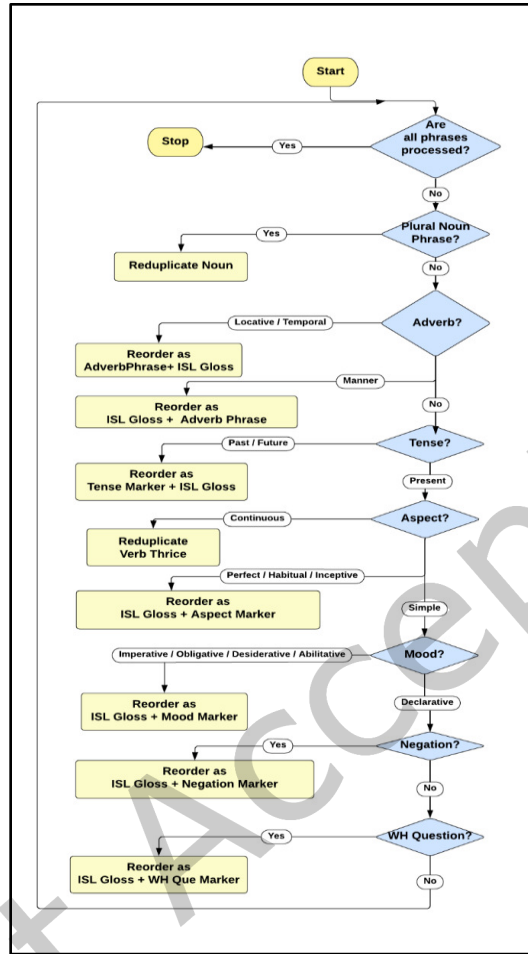 Start
Are
all phrases
processed?
Yes
Stop
No
Plural Noun
Phrase?
Yes
Reduplicate Noun
No
Adverb?
Locative / Temporal
Reorder as
AdverbPhrase+ ISL Gloss
Manner
Reorder as
ISL Gloss + Adverb Phrase
No
Tense?
Past / Future
Reorder as
Tense Marker + ISL Gloss
Present
Aspect?
Continuous
Reduplicate
Verb Thrice
Perfect / Habitual / Inceptive
Reorder as
ISL Gloss + Aspect Marker
Simple
Mood?
Imperative / Obligative / Desiderative / Abilitative
Reorder as
ISL Gloss + Mood Marker
Declarative
Negation?
Yes
Reorder as
ISL Gloss + Negation Marker
No
WH Question?
Yes
Reorder as
ISL Gloss + WH Que Marker
No